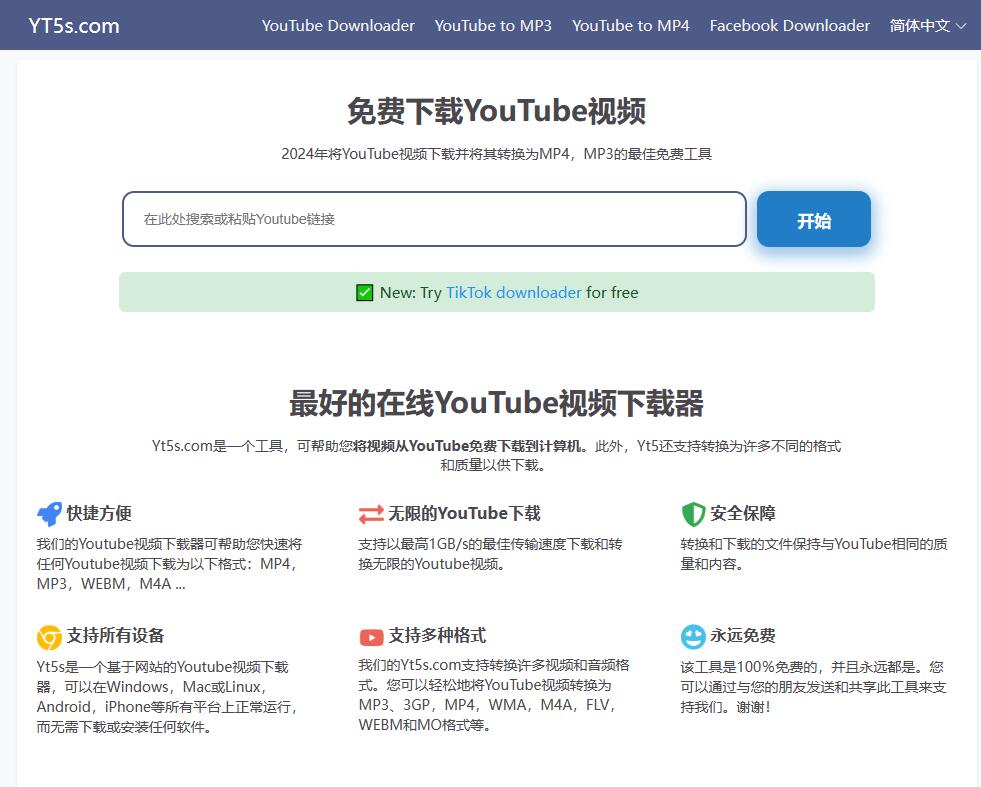 YT5s.com
YouTube Downloader
YouTube to MP3
YouTube to MP4
Facebook Downloader
简体中文
免费下载YouTube视频
2024年将YouTube视频下载并将其转换为MP4，MP3的最佳免费工具
在此处搜索或粘贴Youtube链接
开始
New: Try TikTok downloader for free
最好的在线YouTube视频下载器
Yt5s.com是一个工具，可帮助您将视频从YouTube免费下载到计算机。此外，Yt5还支持转换为许多不同的格式
和质量以供下载。
快捷方便
我们的Youtube视频下载器可帮助您快速将
任何Youtube视频下载为以下格式：MP4，
MP3，WEBM，M4A ...
无限的YouTube下载
支持以最高1GB/s的最佳传输速度下载和转
换无限的Youtube视频。
安全保障
转换和下载的文件保持与YouTube相同的质
量和内容。
支持所有设备
Yt5s是一个基于网站的Youtube视频下载
器，可以在Windows，Mac或Linux，
Android，iPhone等所有平台上正常运行，
而无需下载或安装任何软件。
支持多种格式
我们的Yt5s.com支持转换许多视频和音频格
式。您可以轻松地将YouTube视频转换为
MP3、3GP，MP4，WMA，M4A，FLV，
WEBM和MO格式等。
永远免费
该工具是100％免费的，并且永远都是。您
可以通过与您的朋友发送和共享此工具来支
持我们。谢谢！